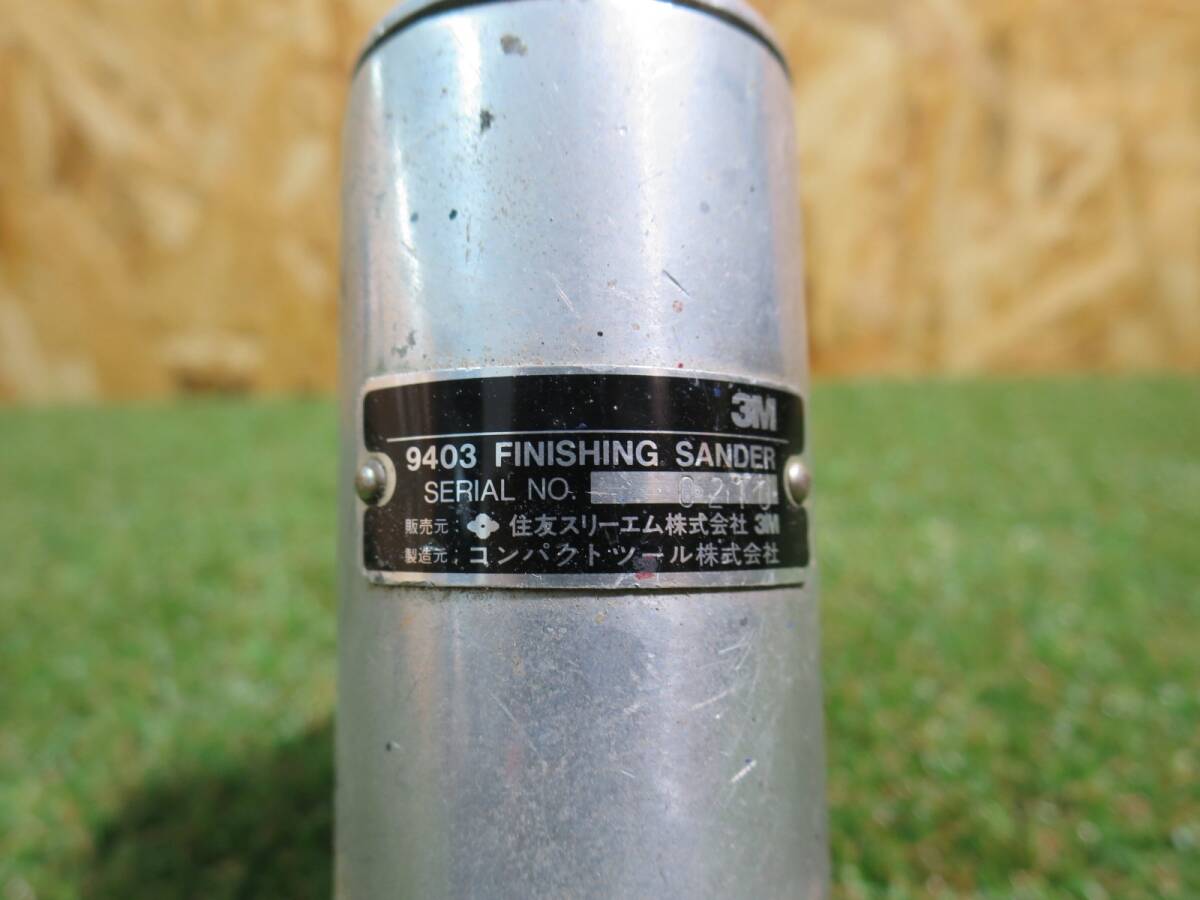 3M
9403 FINISHING SANDER
SERIAL NO.
販売元: 住友スリーエム株式会社 3M
製造元: コンパクトツール株式会社